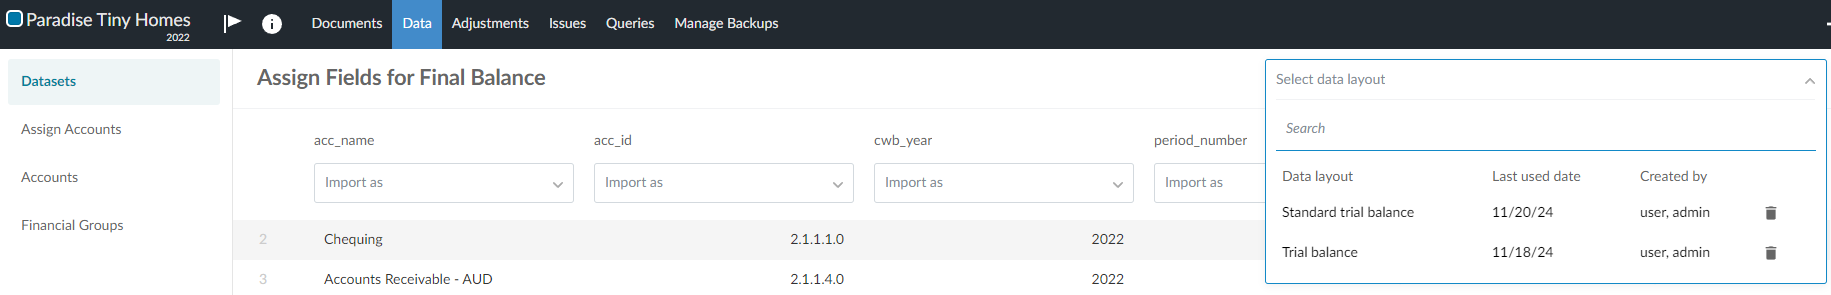 Paradise Tiny Homes
2022
Documents Data Adjustments Issues Queries Manage Backups
Datasets
Assign Accounts
Accounts
Financial Groups
Assign Fields for Final Balance
acc_name acc_id cwb_year period_number
Import as Import as Import as Import as
2 Chequing 2.1.1.1.0 2022
3 Accounts Receivable - AUD 2.1.1.4.0 2022
Select data layout
Search
Data layout Last used date Created by
Standard trial balance 11/20/24 user, admin
Trial balance 11/18/24 user, admin